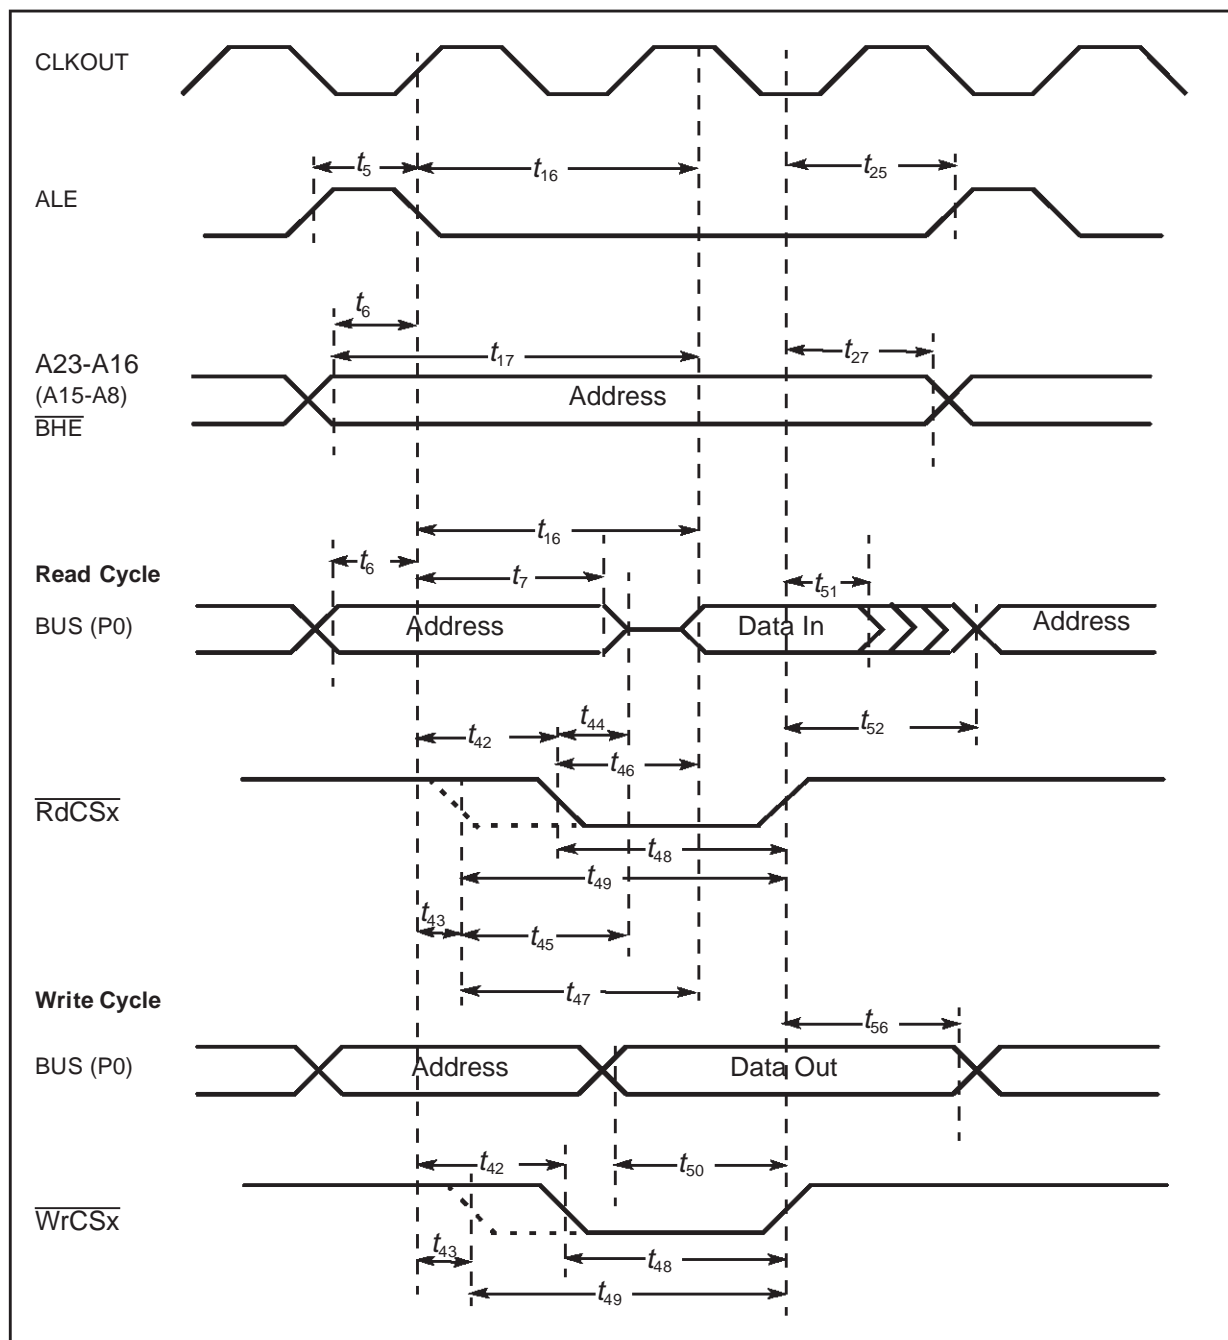 CLKOUT
t5
t16
t25
ALE
t6
A23-A16
t17
t27
(A15-A8)
Address
BHE
t16
Read Cycle
t6
t7
t51
BUS (P0)
Address
Data In
Address
t42
t44
t52
t46
RdCSx
t48
t49
t43
t45
Write Cycle
t47
t56
BUS (P0)
Address
Data Out
t42
t50
WrCSx
t43
t48
t49